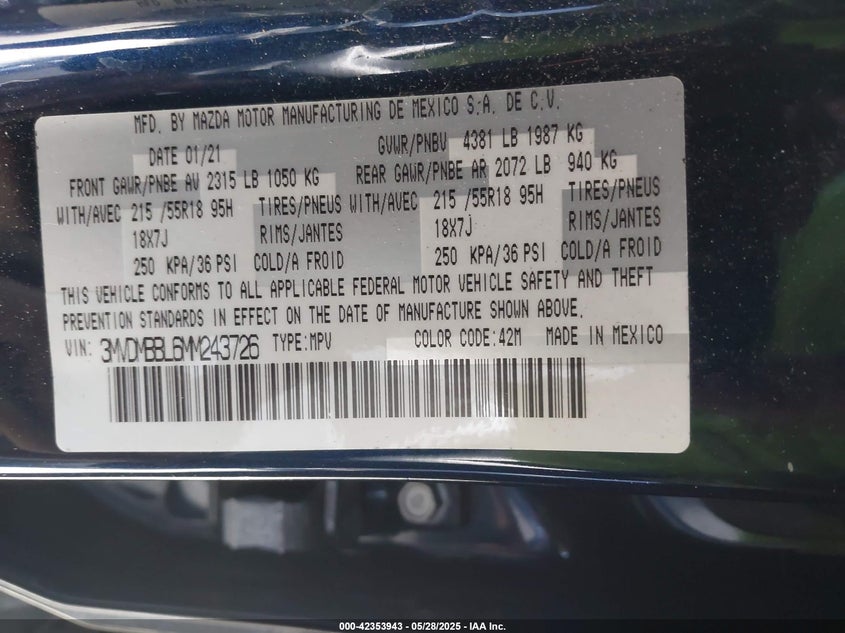 MFD. BY MAZDA MOTOR MANUFACTURING DE MEXICO S.A. DE C.V.
DATE 01/21 GVWR/PNBV 4381 LB 1987 KG
FRONT GAWR/PNBE AV 2315 LB 1050 KG REAR GAWR/PNBE AR 2072 LB 940 KG
WITH/AVEC 215 /55R18 95H TIRES/PNEUS WITH/AVEC 215 /55R18 95H TIRES/PNEUS
18X7J RIMS/JANTES 18X7J RIMS/JANTES
250 KPA/36 PSI COLD/A FROID 250 KPA/36 PSI COLD/A FROID
THIS VEHICLE CONFORMS TO ALL APPLICABLE FEDERAL MOTOR VEHICLE SAFETY AND THEFT
PREVENTION STANDARDS IN EFFECT ON THE DATE OF MANUFACTURE SHOWN ABOVE.
VIN: 3MVDMBBL6MM243726 TYPE:MPV COLOR CODE:42M MADE IN MEXICO
000-42353943 - 05/28/2025 - IAA Inc.